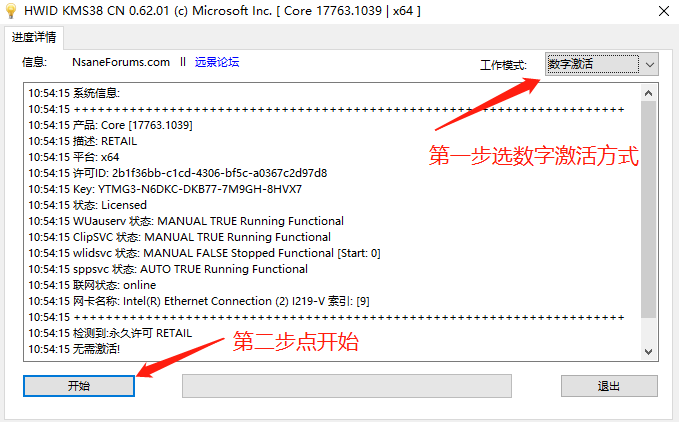 HWID KMS38 CN 0.62.01 (c) Microsoft Inc. [ Core 17763.1039 | x64 ]
进度详情
信息: NsaneForums.com II 远景论坛 工作模式: 数字激活
10:54:15 系统信息:
10:54:15 +++++++++++++++++++++++++++++++++++++++++++++++++++++++++++++++++++
10:54:15 产品: Core [17763.1039]
10:54:15 描述: RETAIL
第一步选数字激活方式
10:54:15 平台: x64
10:54:15 许可ID: 2b1f36bb-c1cd-4306-bf5c-a0367c2d97d8
10:54:15 Key: YTMG3-N6DKC-DKB77-7M9GH-8HVX7
10:54:15 状态: Licensed
10:54:15 WUauserv 状态: MANUAL TRUE Running Functional
10:54:15 ClipSVC 状态: MANUAL TRUE Running Functional
10:54:15 wlidsvc 状态: MANUAL FALSE Stopped Functional [Start: 0]
10:54:15 sppsvc 状态: AUTO TRUE Running Functional
10:54:15 联网状态: online
10:54:15 网卡名称: Intel(R) Ethernet Connection (2) I219-V 索引: [9]
10:54:15 +++++++++++++++++++++++++++++++++++++++++++++++++++++++++++++++++++
10:54:15 检测到:永久许可 RETAIL
10:54:15 无需激活!
第二步点开始
开始 退出